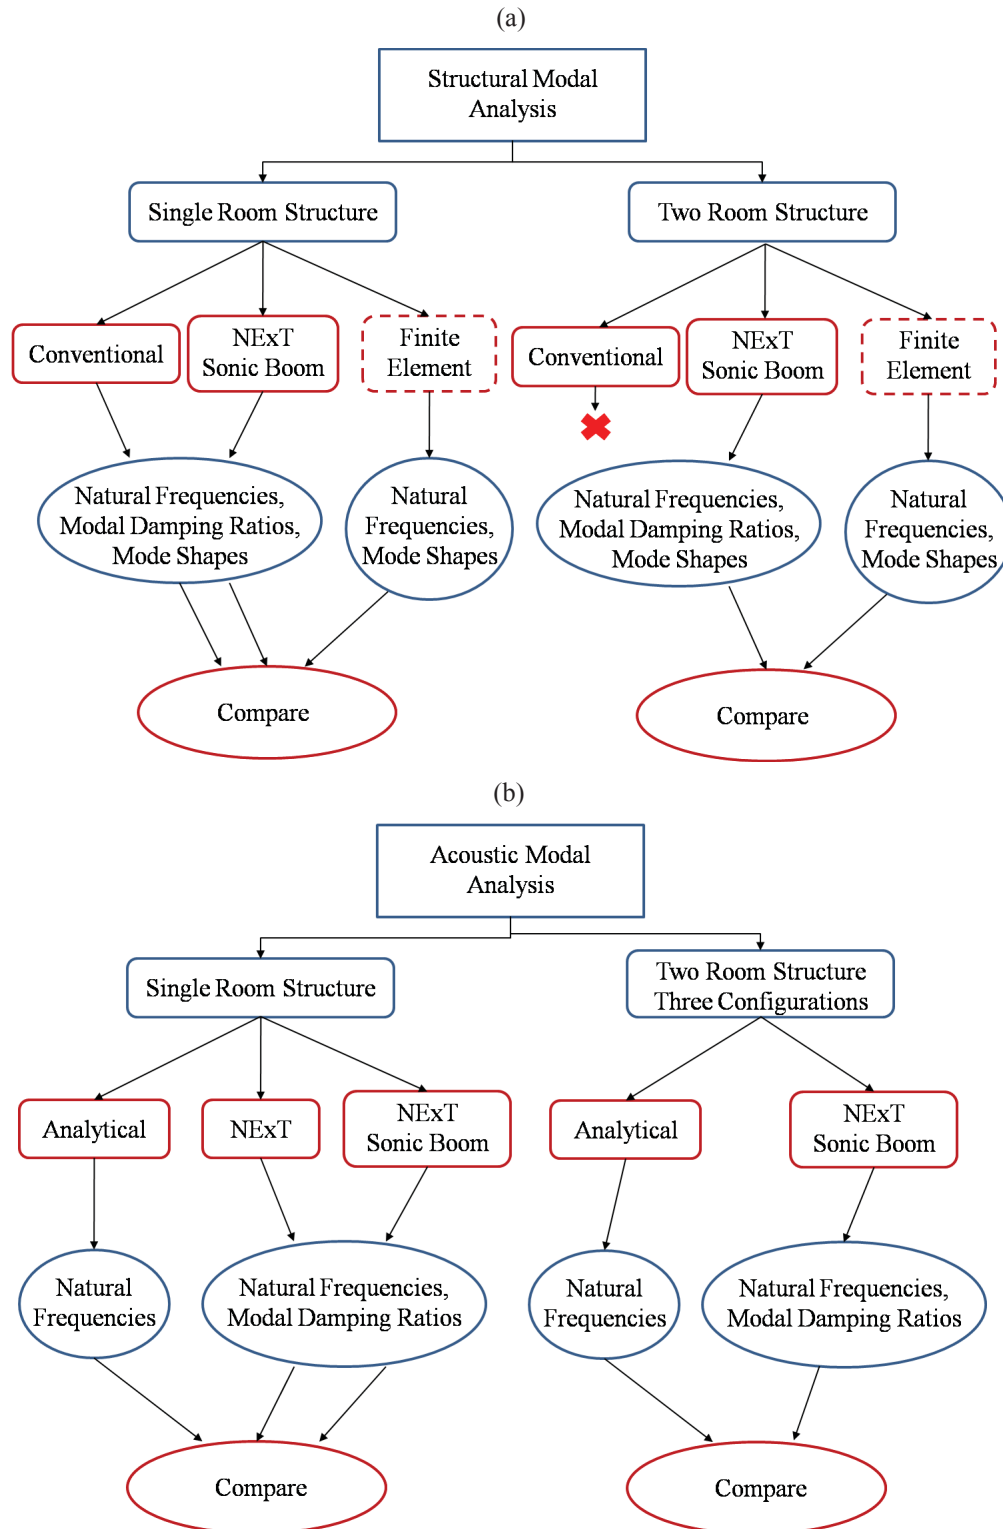 (a)
Structural Modal
Analysis
Single Room Structure
Two Room Structure
Conventional
NExT
Sonic Boom
Finite
Element
Conventional
NExT
Sonic Boom
Finite
Element
Natural Frequencies,
Modal Damping Ratios,
Mode Shapes
Natural
Frequencies,
Mode Shapes
Natural Frequencies,
Modal Damping Ratios,
Mode Shapes
Natural
Frequencies,
Mode Shapes
Compare
Compare
(b)
Acoustic Modal
Analysis
Single Room Structure
Two Room Structure
Three Configurations
Analytical
NExT
NExT
Sonic Boom
Analytical
NExT
Sonic Boom
Natural
Frequencies
Natural Frequencies,
Modal Damping Ratios
Natural
Frequencies
Natural Frequencies,
Modal Damping Ratios
Compare
Compare